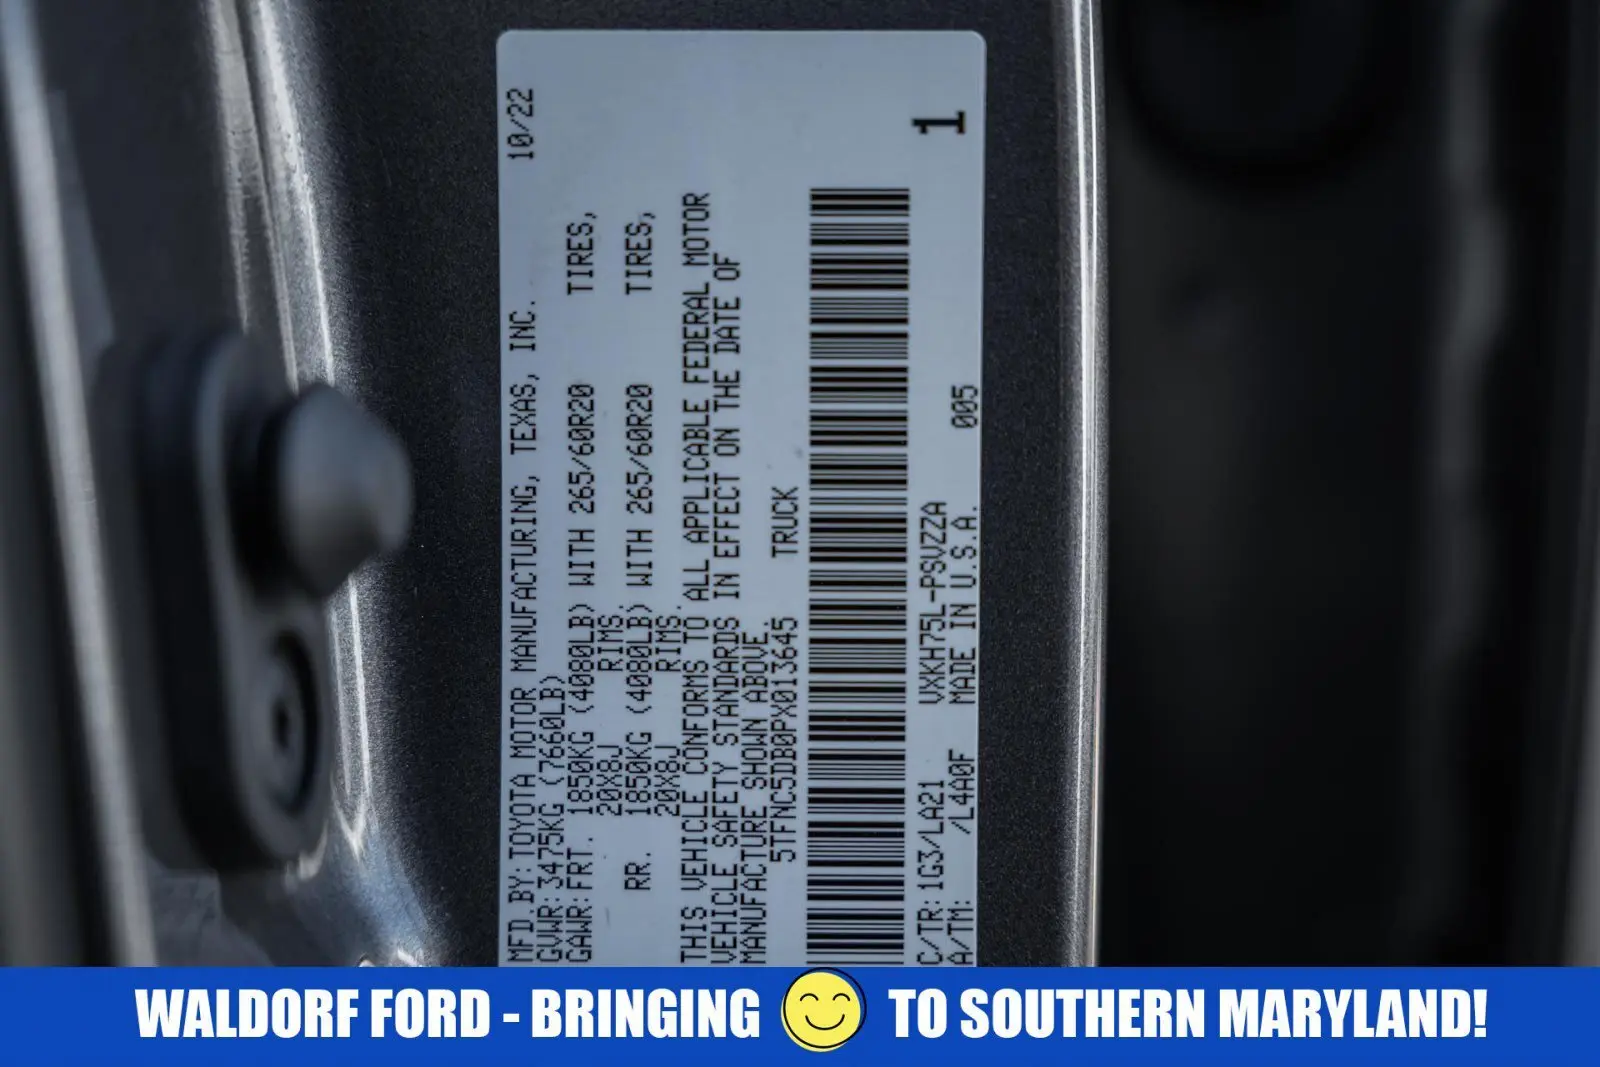 MFD.BY: TOYOTA MOTOR MANUFACTURING, TEXAS, INC. 10/22
GVWR: 3475KG (7660LB)
GAWR: FRT. 1850KG (4080LB) WITH 265/60R20 TIRES,
20X8J RIMS.
RR. 1850KG (4080LB) WITH 265/60R20 TIRES,
20X8J RIMS.
THIS VEHICLE CONFORMS TO ALL APPLICABLE FEDERAL MOTOR
VEHICLE SAFETY STANDARDS IN EFFECT ON THE DATE OF
MANUFACTURE SHOWN ABOVE.
5TFNC5DB0PX013645 TRUCK
1
C/TR: 1G3/LA21 VXKH75L-PSVZZA
A/TM: /L4A0F MADE IN U.S.A. 005
WALDORF FORD - BRINGING TO SOUTHERN MARYLAND!